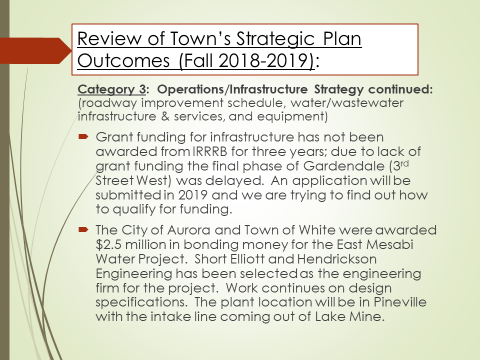 Review of Town's Strategic Plan
Outcomes (Fall 2018-2019):
Category 3: Operations/Infrastructure Strategy continued:
(roadway improvement schedule, water/wastewater
infrastructure & services, and equipment)
Grant funding for infrastructure has not been
awarded from IRRRB for three years; due to lack of
grant funding the final phase of Gardendale (3rd
Street West) was delayed. An application will be
submitted in 2019 and we are trying to find out how
to qualify for funding.
The City of Aurora and Town of White were awarded
$2.5 million in bonding money for the East Mesabi
Water Project. Short Elliott and Hendrickson
Engineering has been selected as the engineering
firm for the project. Work continues on design
specifications. The plant location will be in Pineville
with the intake line coming out of Lake Mine.